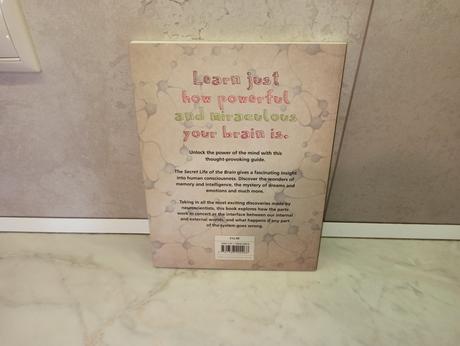 Learn just
how powerful
and miraculous
your brain is.
Unlock the power of the mind with this
thought-provoking guide.
The Secret Life of the Brain gives a fascinating insight
into human consciousness. Discover the wonders of
memory and intelligence, the mystery of dreams and
emotions and much more.
Taking in all the most exciting discoveries made by
neuroscientists, this book explores how the parts
work in concert as the interface between our internal
and external worlds, and what happens if any part
of the system goes wrong.